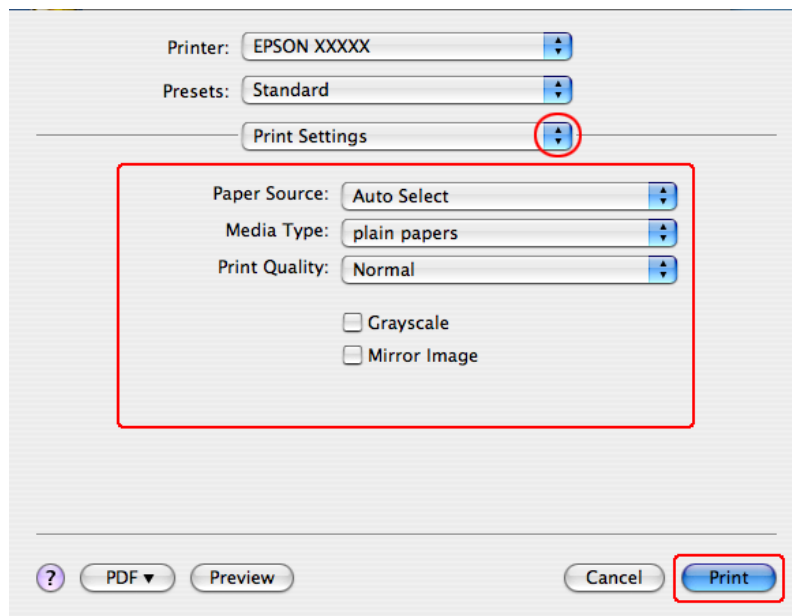 Printer: EPSON XXXXX
Presets: Standard
Print Settings
Paper Source: Auto Select
Media Type: plain papers
Print Quality: Normal
Grayscale
Mirror Image
? PDF ▼ Preview Cancel Print